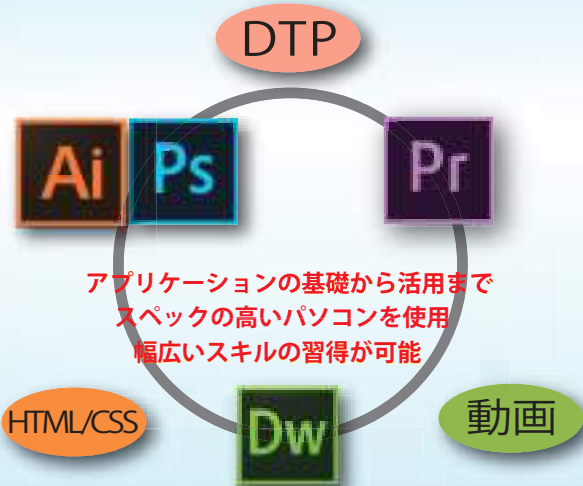 DTP
Ai
Ps
Pr
アプリケーションの基礎から活用まで
スペックの高いパソコンを使用
幅広いスキルの習得が可能
HTML/CSS
Dw
動画